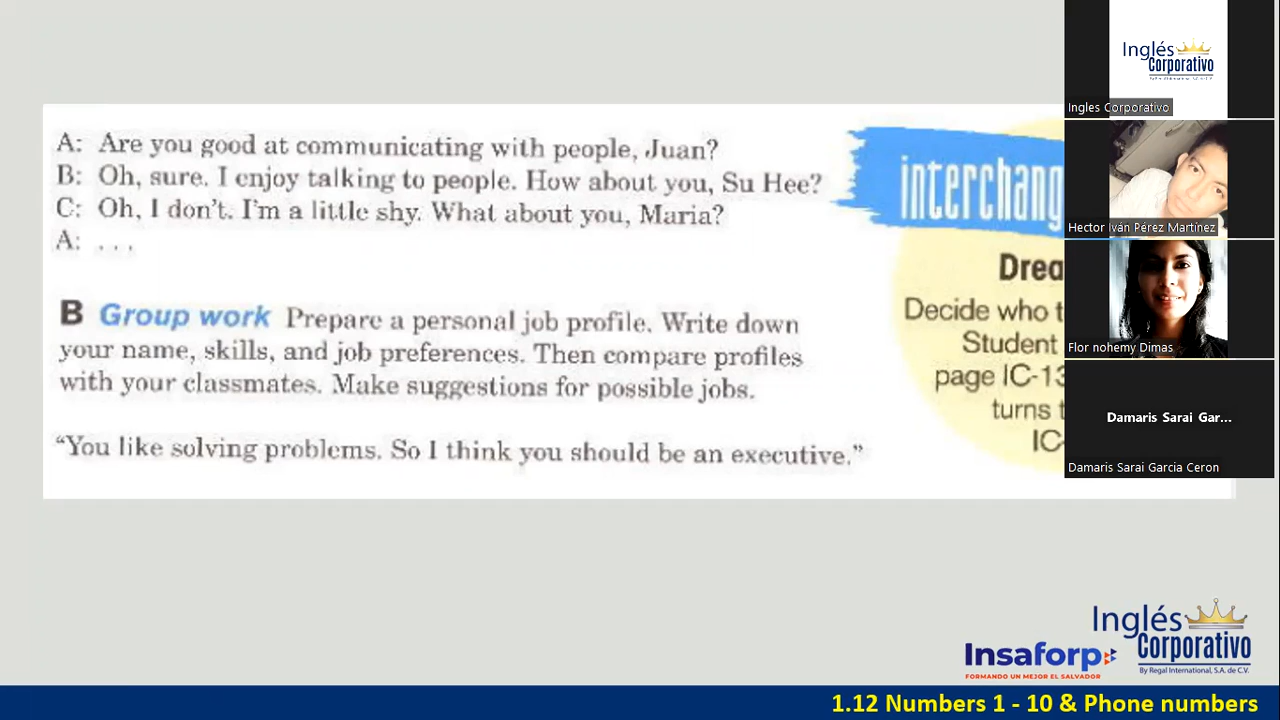 A: Are you good at communicating with people, Juan?
B: Oh, sure. I enjoy talking to people. How about you, Su Hee?
C: Oh, I don't. I'm a little shy. What about you, Maria?
A: . . .
B Group work Prepare a personal job profile. Write down
your name, skills, and job preferences. Then compare profiles
with your classmates. Make suggestions for possible jobs.
"You like solving problems. So I think you should be an executive."
interchang
Drea
Decide who t
Student
page IC-13
turns t
IC-
Inglés
Corporativo
Ingles Corporativo
Hector Iván Pérez Martínez
Flor nohemy Dimas
Damaris Sarai Gar...
Damaris Sarai Garcia Ceron
Insaforp
FORMANDO UN MEJOR EL SALVADOR
Inglés
Corporativo
By Regal International, S.A. de C.V.
1.12 Numbers 1 - 10 & Phone numbers